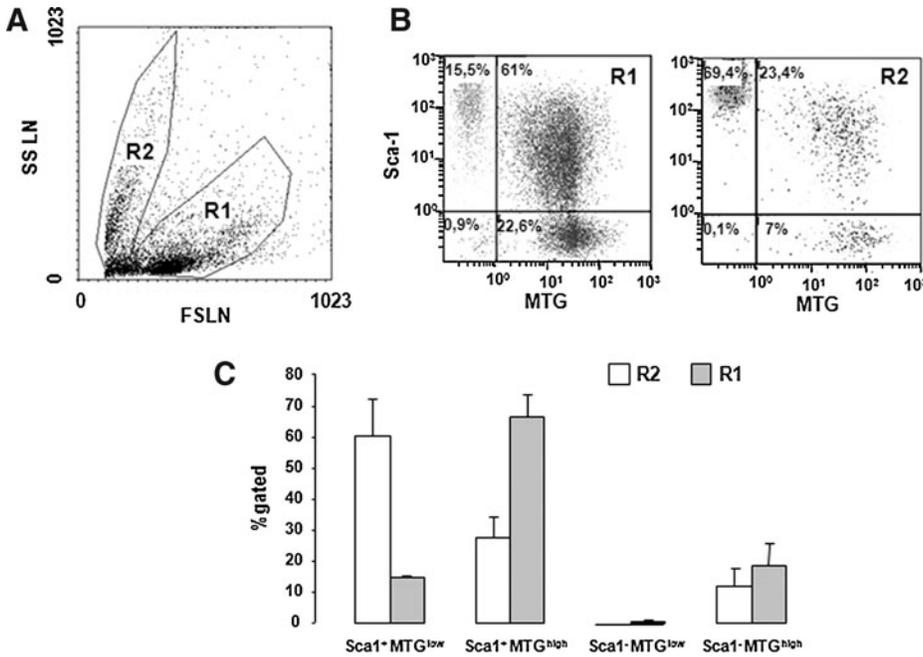 A
1023
SS LN
0
R2
R1
0
1023
FSLN
B
10³
10²
10¹
10⁰
Sca-1
15,5%
61%
R1
0,9%
22,6%
10⁰
10¹
10²
10³
MTG
10³
10²
10¹
10⁰
69,4%
23,4%
R2
0,1%
7%
10⁰
10¹
10²
10³
MTG
C
R2
R1
% gated
80
70
60
50
40
30
20
10
0
Sca1⁺MTGˡᵒʷ
Sca1⁺MTGʰⁱᵍʰ
Sca1⁻MTGˡᵒʷ
Sca1⁻MTGʰⁱᵍʰ